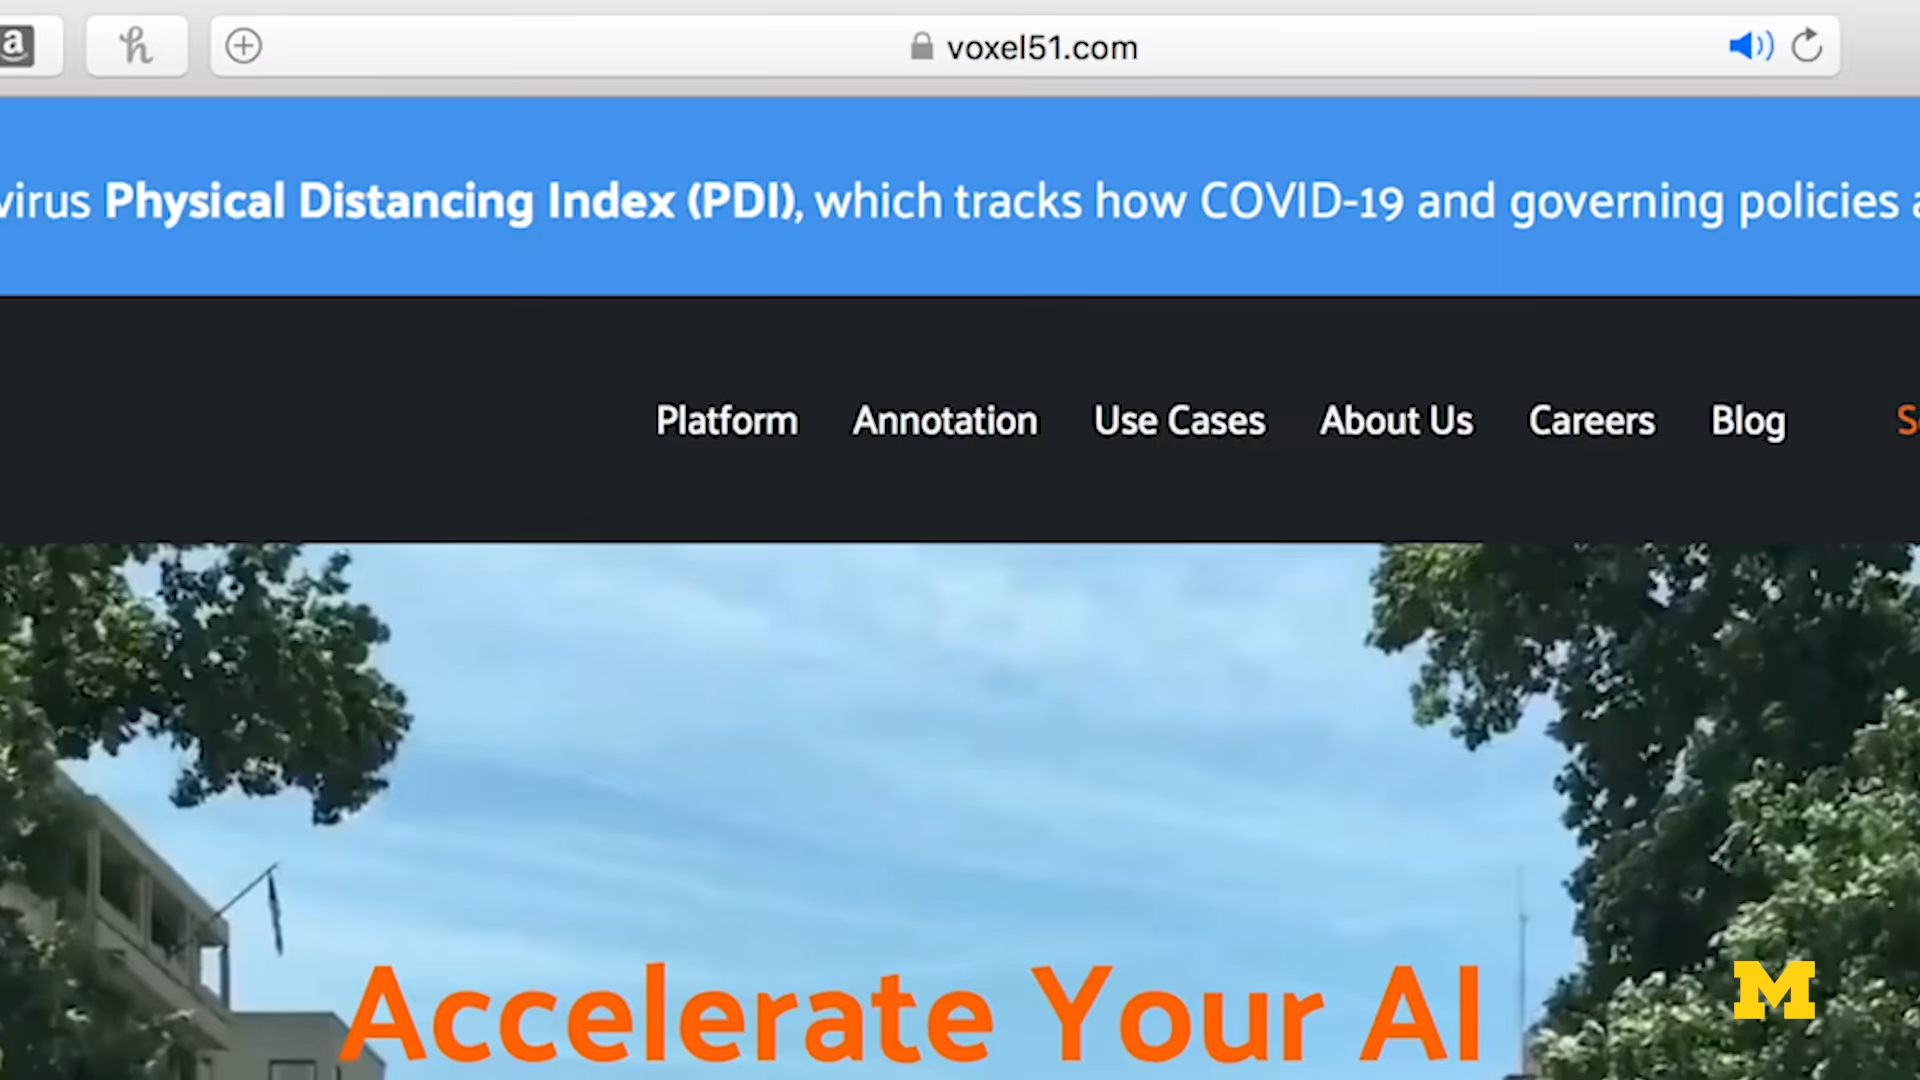 voxel51.com
Physical Distancing Index (PDI), which tracks how COVID-19 and governing policies
Platform Annotation Use Cases About Us Careers Blog
Accelerate Your AI
M